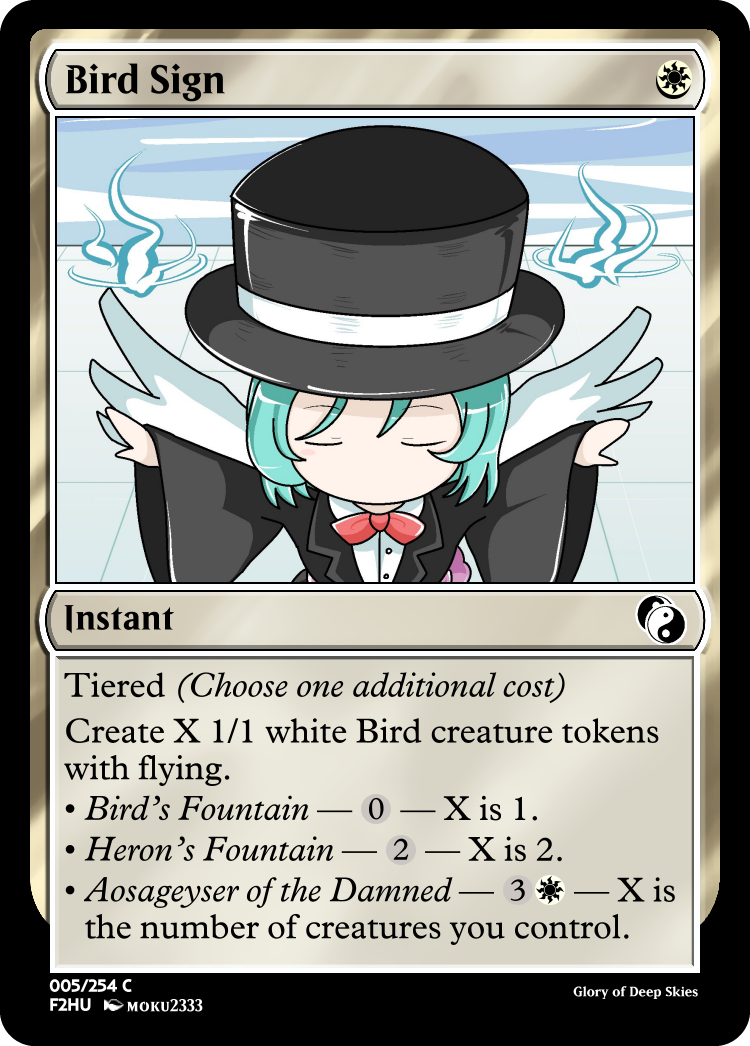 Bird Sign
Instant
Tiered (Choose one additional cost)
Create X 1/1 white Bird creature tokens
with flying.
• Bird's Fountain — 0 — X is 1.
• Heron's Fountain — 2 — X is 2.
• Aosageyser of the Damned — 3 — X is
the number of creatures you control.
005/254 C
F2HU MOKU2333
Glory of Deep Skies